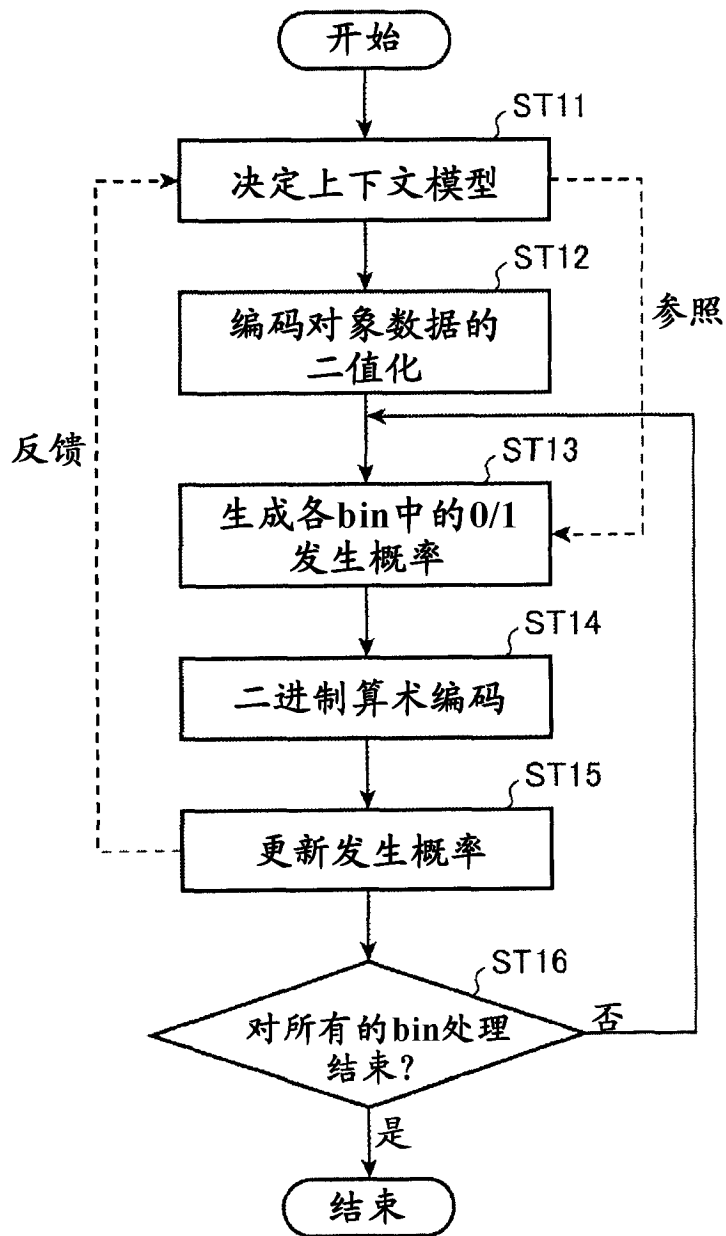 开始
ST11
决定上下文模型
ST12
编码对象数据的
二值化
参照
反馈
ST13
生成各bin中的0/1
发生概率
ST14
二进制算术编码
ST15
更新发生概率
ST16
对所有的bin处理
结束?
否
是
结束